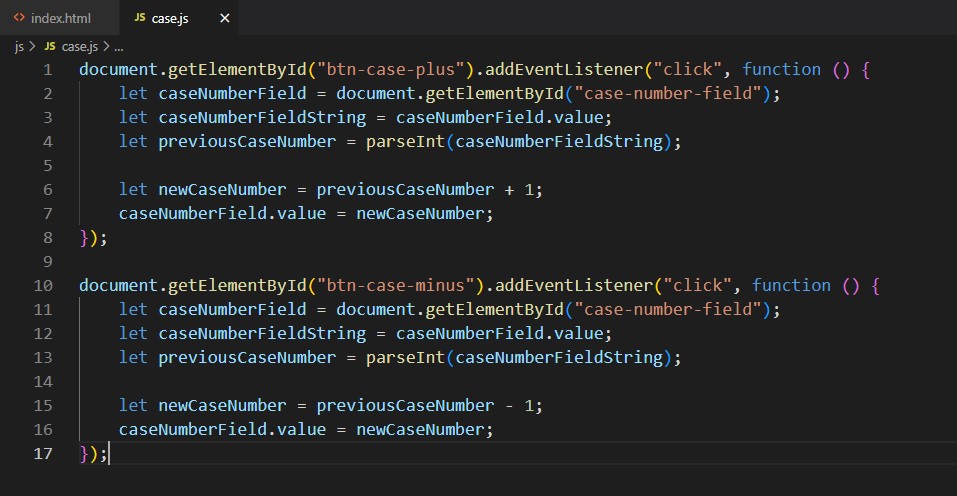 <> index.html JS case.js ×
js > JS case.js > ...
1 document.getElementById("btn-case-plus").addEventListener("click", function () {
2     let caseNumberField = document.getElementById("case-number-field");
3     let caseNumberFieldString = caseNumberField.value;
4     let previousCaseNumber = parseInt(caseNumberFieldString);
5
6     let newCaseNumber = previousCaseNumber + 1;
7     caseNumberField.value = newCaseNumber;
8 });
9
10 document.getElementById("btn-case-minus").addEventListener("click", function () {
11     let caseNumberField = document.getElementById("case-number-field");
12     let caseNumberFieldString = caseNumberField.value;
13     let previousCaseNumber = parseInt(caseNumberFieldString);
14
15     let newCaseNumber = previousCaseNumber - 1;
16     caseNumberField.value = newCaseNumber;
17 });